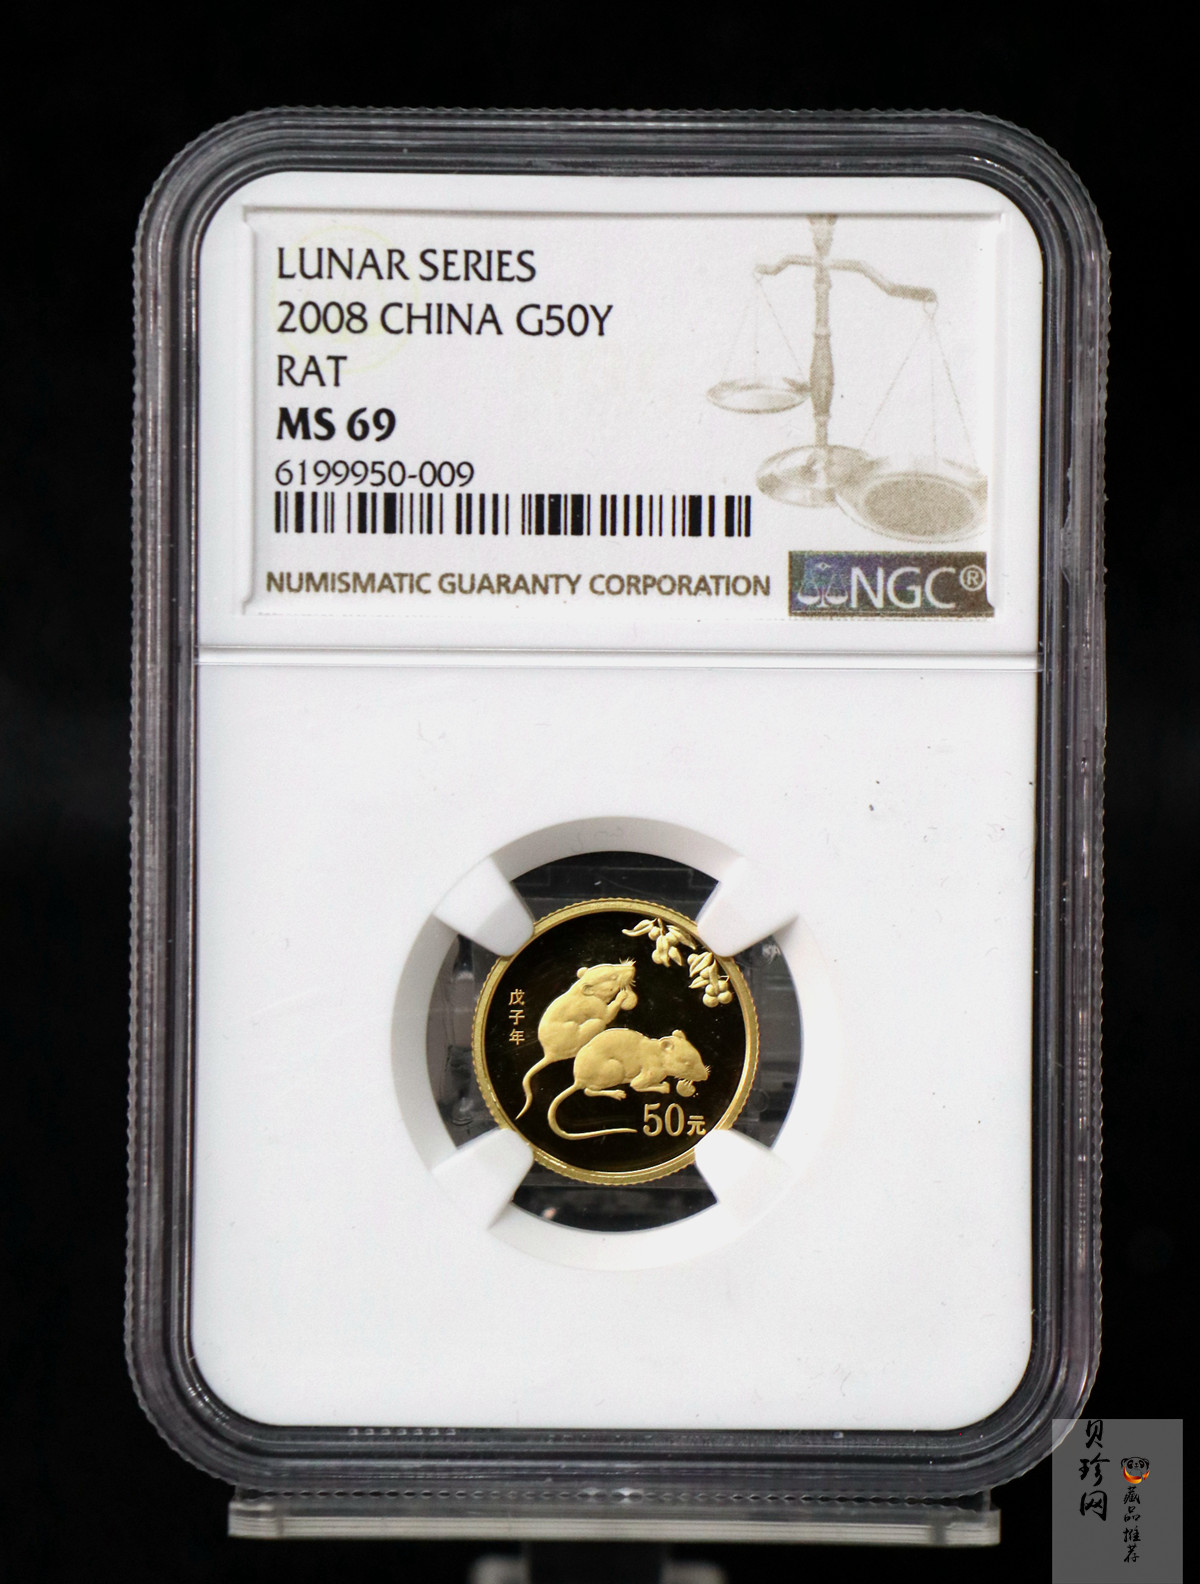 LUNAR SERIES
2008 CHINA G50Y
RAT
MS 69
6199950-009
NUMISMATIC GUARANTY CORPORATION
NGC®
戊子年
50元
贝珍网
藏品推荐